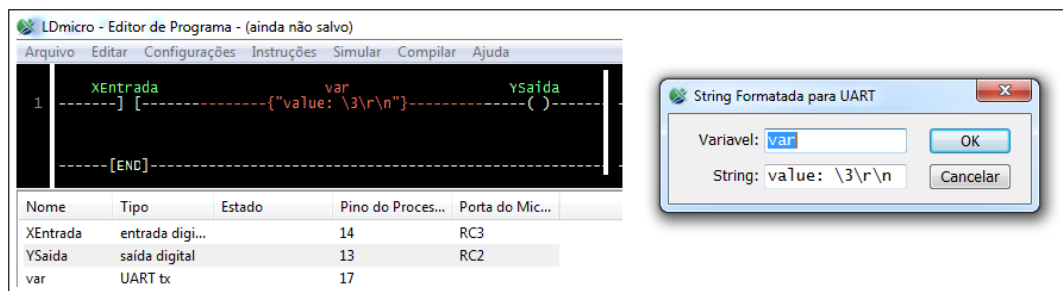 LDmicro - Editor de Programa - (ainda não salvo)
Arquivo Editar Configurações Instruções Simular Compilar Ajuda
XEntrada var YSaida
1 -------] [---------------{"value: \3\r\n"}---------------( )-------
------[END]------------------------------------------------------
Nome Tipo Estado Pino do Proces... Porta do Mic...
XEntrada entrada digi... 14 RC3
YSaida saída digital 13 RC2
var UART tx 17
String Formatada para UART
Variavel: var OK
String: value: \3\r\n Cancelar